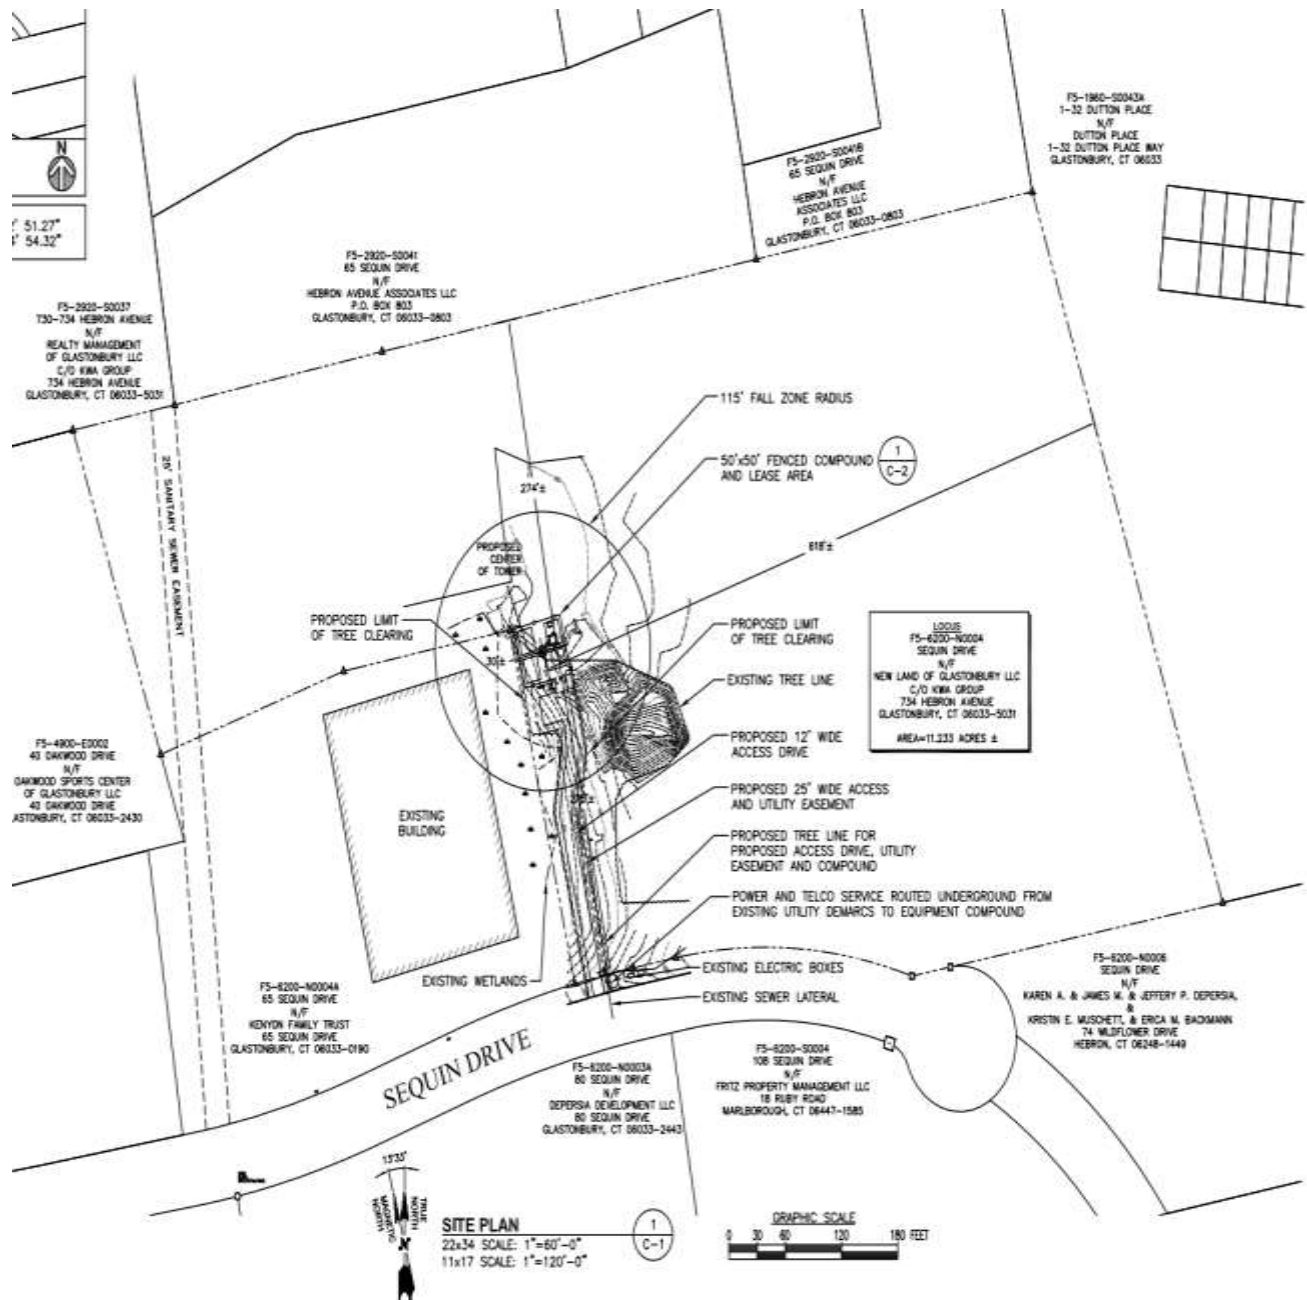 N
51.27"
54.32"
F5-1960-S0043A
1-32 DUTTON PLACE
N/F
DUTTON PLACE
1-32 DUTTON PLACE WAY
GLASTONBURY, CT 06033
F5-2920-S0041B
65 SEQUIN DRIVE
N/F
HEBRON AVENUE
ASSOCIATES LLC
P.O. BOX 803
GLASTONBURY, CT 06033-0803
F5-2920-S0041
65 SEQUIN DRIVE
N/F
HEBRON AVENUE ASSOCIATES LLC
P.O. BOX 803
GLASTONBURY, CT 06033-0803
F5-2920-S0037
730-734 HEBRON AVENUE
N/F
REALTY MANAGEMENT
OF GLASTONBURY LLC
C/O KWA GROUP
734 HEBRON AVENUE
GLASTONBURY, CT 06033-5031
20' SANITARY SEWER EASEMENT
115' FALL ZONE RADIUS
50'x50' FENCED COMPOUND
AND LEASE AREA
1
C-2
274'±
618'±
PROPOSED
CENTER
OF TOWER
PROPOSED LIMIT
OF TREE CLEARING
30'±
PROPOSED LIMIT
OF TREE CLEARING
EXISTING TREE LINE
PROPOSED 12' WIDE
ACCESS DRIVE
PROPOSED 25' WIDE ACCESS
AND UTILITY EASEMENT
PROPOSED TREE LINE FOR
PROPOSED ACCESS DRIVE, UTILITY
EASEMENT AND COMPOUND
POWER AND TELCO SERVICE ROUTED UNDERGROUND FROM
EXISTING UTILITY DEMARCS TO EQUIPMENT COMPOUND
EXISTING ELECTRIC BOXES
EXISTING SEWER LATERAL
LOCUS
F5-6200-N0004
SEQUIN DRIVE
N/F
NEW LAND OF GLASTONBURY LLC
C/O KWA GROUP
734 HEBRON AVENUE
GLASTONBURY, CT 06033-5031
AREA=11.233 ACRES ±
F5-4900-E0002
40 OAKWOOD DRIVE
N/F
OAKWOOD SPORTS CENTER
OF GLASTONBURY LLC
40 OAKWOOD DRIVE
ASTONBURY, CT 06033-2430
EXISTING
BUILDING
EXISTING WETLANDS
F5-6200-N0004A
65 SEQUIN DRIVE
N/F
KENYON FAMILY TRUST
65 SEQUIN DRIVE
GLASTONBURY, CT 06033-0190
SEQUIN DRIVE
F5-6200-N0003A
80 SEQUIN DRIVE
N/F
DEPERSIA DEVELOPMENT LLC
80 SEQUIN DRIVE
GLASTONBURY, CT 06033-2443
F5-6200-S0004
108 SEQUIN DRIVE
N/F
FRITZ PROPERTY MANAGEMENT LLC
18 RUBY ROAD
MARLBOROUGH, CT 06447-1585
F5-6200-N0006
SEQUIN DRIVE
N/F
KAREN A. & JAMES M. & JEFFERY P. DEPERSIA,
&
KRISTIN E. MUSCHETT, & ERICA M. BACKMANN
74 WILDFLOWER DRIVE
HEBRON, CT 06248-1449
13°35'
TRUE
NORTH
MAGNETIC
NORTH
N
SITE PLAN
22x34 SCALE: 1"=60'-0"
11x17 SCALE: 1"=120'-0"
1
C-1
GRAPHIC SCALE
0 30 60 120 180 FEET